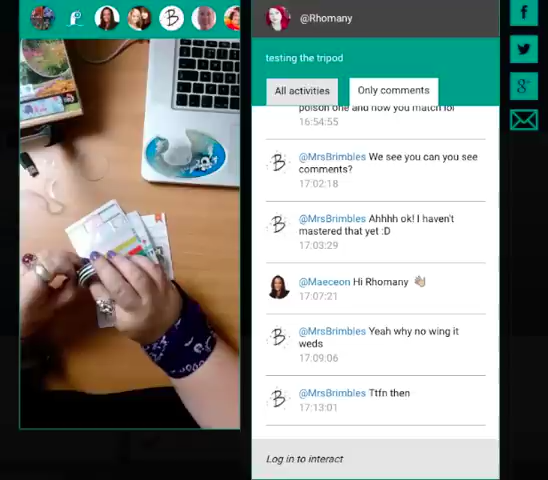 @Rhomany
testing the tripod
All activities
Only comments
poison one and now you match lol
16:54:55
@MrsBrimbles We see you can you see
comments?
17:02:18
@MrsBrimbles Ahhhh ok! I haven't
mastered that yet :D
17:03:29
@Maeceon Hi Rhomany 👋🏼
17:07:21
@MrsBrimbles Yeah why no wing it
weds
17:09:06
@MrsBrimbles Ttfn then
17:13:01
Log in to interact